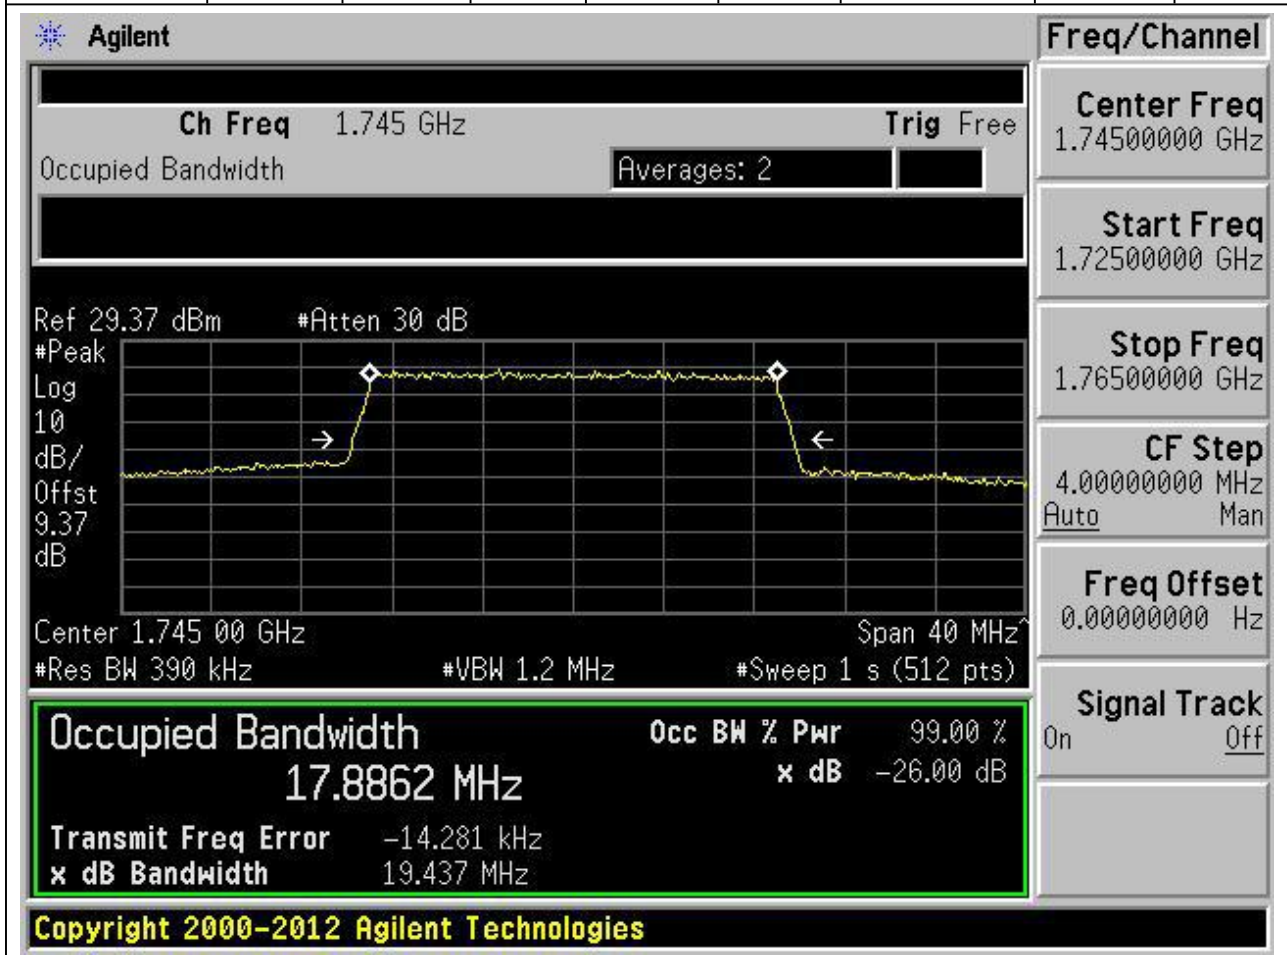 Agilent
Freq/Channel
Ch Freq 1.745 GHz Trig Free
Occupied Bandwidth Averages: 2
Center Freq
1.74500000 GHz
Start Freq
1.72500000 GHz
Stop Freq
1.76500000 GHz
CF Step
4.00000000 MHz
Auto Man
Freq Offset
0.00000000 Hz
Signal Track
On Off
Ref 29.37 dBm #Atten 30 dB
#Peak
Log
10
dB/
Offst
9.37
dB
Center 1.745 00 GHz Span 40 MHz^
#Res BW 390 kHz #VBW 1.2 MHz #Sweep 1 s (512 pts)
Occupied Bandwidth Occ BW % Pwr 99.00 %
17.8862 MHz x dB -26.00 dB
Transmit Freq Error -14.281 kHz
x dB Bandwidth 19.437 MHz
Copyright 2000-2012 Agilent Technologies